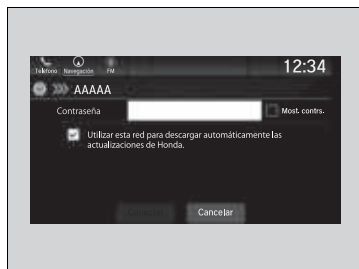 Teléfono Navegación FM 12:34
AAAAA
Contraseña Most. contrs.
Utilizar esta red para descargar automáticamente las
actualizaciones de Honda.
Cancelar